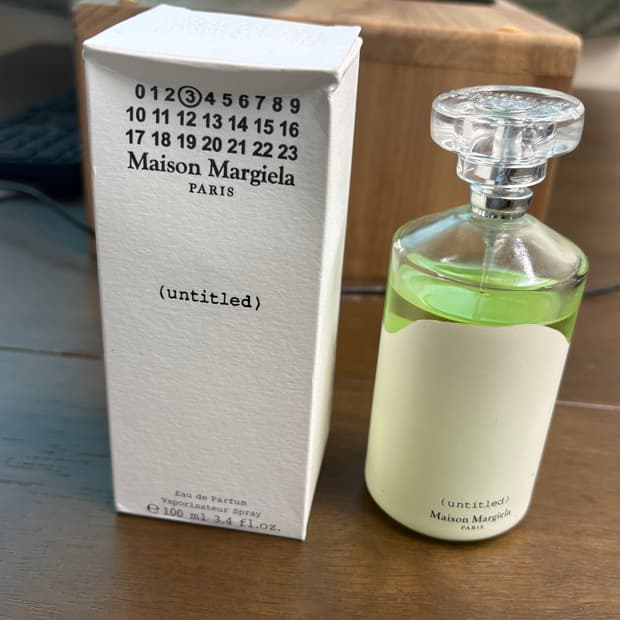 0 1 2 3 4 5 6 7 8 9
10 11 12 13 14 15 16
17 18 19 20 21 22 23
Maison Margiela
PARIS
(untitled)
Eau de Parfum
Vaporisateur Spray
℮ 100 ml 3.4 fl.oz.
(untitled)
Maison Margiela
PARIS